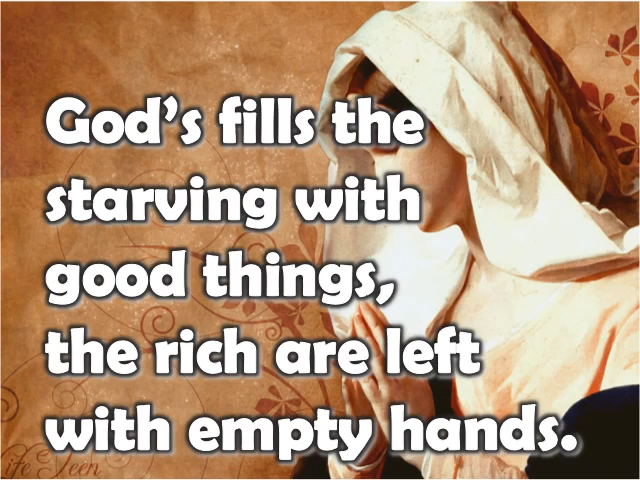 God's fills the
starving with
good things,
the rich are left
with empty hands.